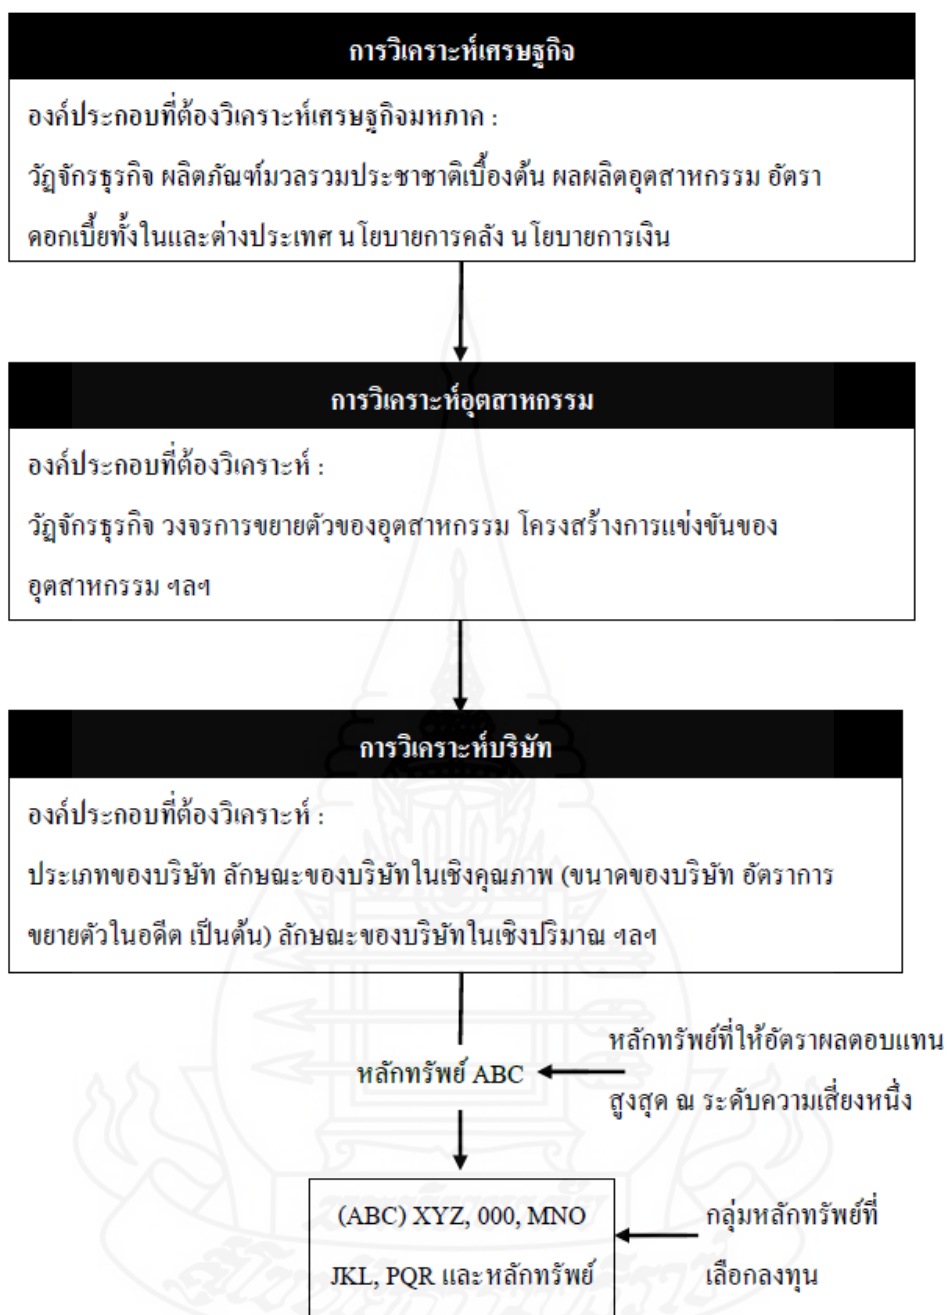 การวิเคราะห์เศรษฐกิจ
องค์ประกอบที่ต้องวิเคราะห์เศรษฐกิจมหภาค :
วัฏจักรธุรกิจ ผลิตภัณฑ์มวลรวมประชาชาติเบื้องต้น ผลผลิตอุตสาหกรรม อัตรา
ดอกเบี้ยทั้งในและต่างประเทศ นโยบายการคลัง นโยบายการเงิน
การวิเคราะห์อุตสาหกรรม
องค์ประกอบที่ต้องวิเคราะห์ :
วัฏจักรธุรกิจ วงจรการขยายตัวของอุตสาหกรรม โครงสร้างการแข่งขันของ
อุตสาหกรรม ฯลฯ
การวิเคราะห์บริษัท
องค์ประกอบที่ต้องวิเคราะห์ :
ประเภทของบริษัท ลักษณะของบริษัทในเชิงคุณภาพ (ขนาดของบริษัท อัตราการ
ขยายตัวในอดีต เป็นต้น) ลักษณะของบริษัทในเชิงปริมาณ ฯลฯ
หลักทรัพย์ ABC
หลักทรัพย์ที่ให้อัตราผลตอบแทน
สูงสุด ณ ระดับความเสี่ยงหนึ่ง
(ABC) XYZ, 000, MNO
JKL, PQR และหลักทรัพย์
กลุ่มหลักทรัพย์ที่
เลือกลงทุน